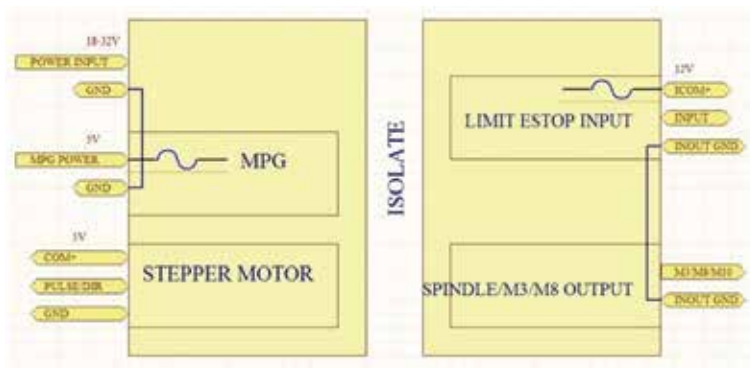 18-32V
POWER INPUT
GND
5V
MPG POWER
MPG
GND
5V
COM+
STEPPER MOTOR
PULSE/DIR
GND
ISOLATE
12V
ICOM+
LIMIT ESTOP INPUT
INPUT
INOUT GND
M3/M8/M10
SPINDLE/M3/M8 OUTPUT
INOUT GND